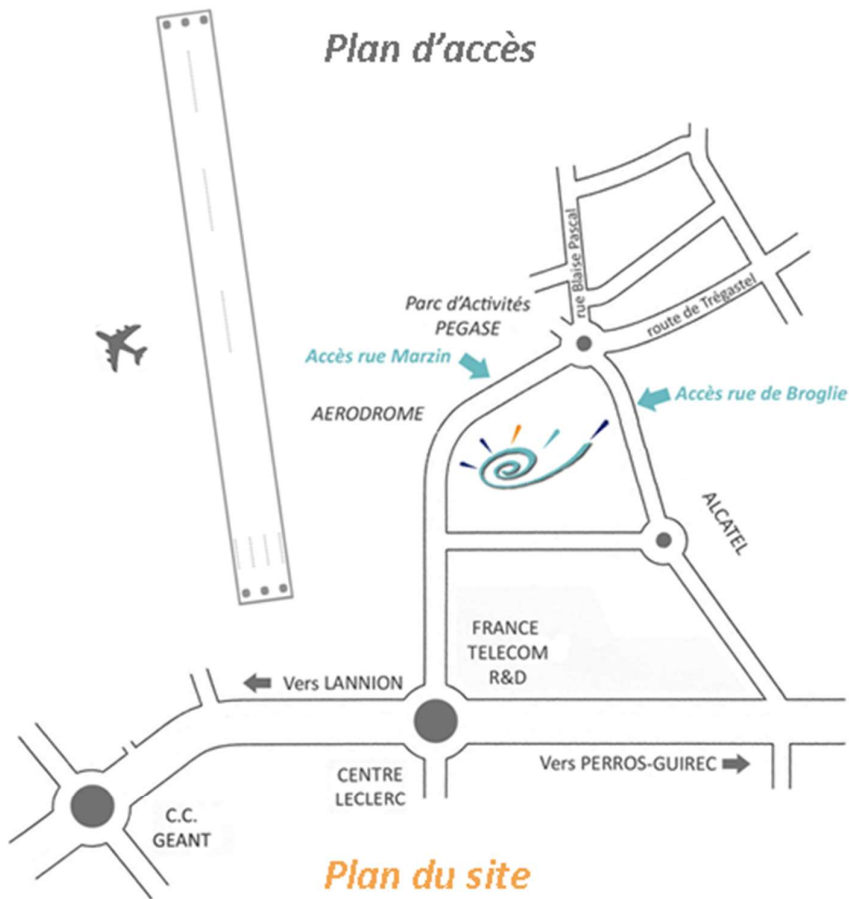 Plan d'accès
rue Blaise Pascal
route de Trégastel
Parc d'Activités
PEGASE
Accès rue Marzin
Accès rue de Broglie
AERODROME
ALCATEL
FRANCE
TELECOM
R&D
Vers LANNION
Vers PERROS-GUIREC
CENTRE
LECLERC
C.C.
GEANT
Plan du site